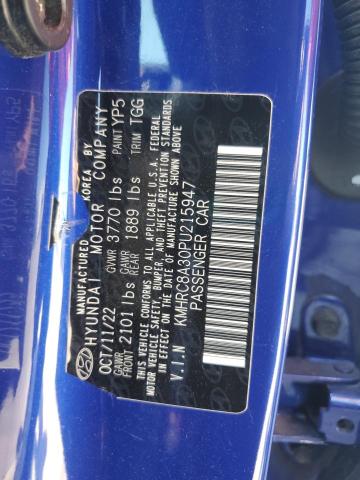 MANUFACTURED IN KOREA BY
HYUNDAI MOTOR COMPANY
OCT/11/22 GVWR 3770 lbs PAINT YP5
GAWR FRONT 2101 lbs GAWR REAR 1889 lbs TRIM TGG
THIS VEHICLE CONFORMS TO ALL APPLICABLE U.S.A. FEDERAL
MOTOR VEHICLE SAFETY, BUMPER, AND THEFT PREVENTION
STANDARDS IN EFFECT ON THE DATE OF MANUFACTURE SHOWN ABOVE.
V.I.N KMHRC8A30PU215947
PASSENGER CAR